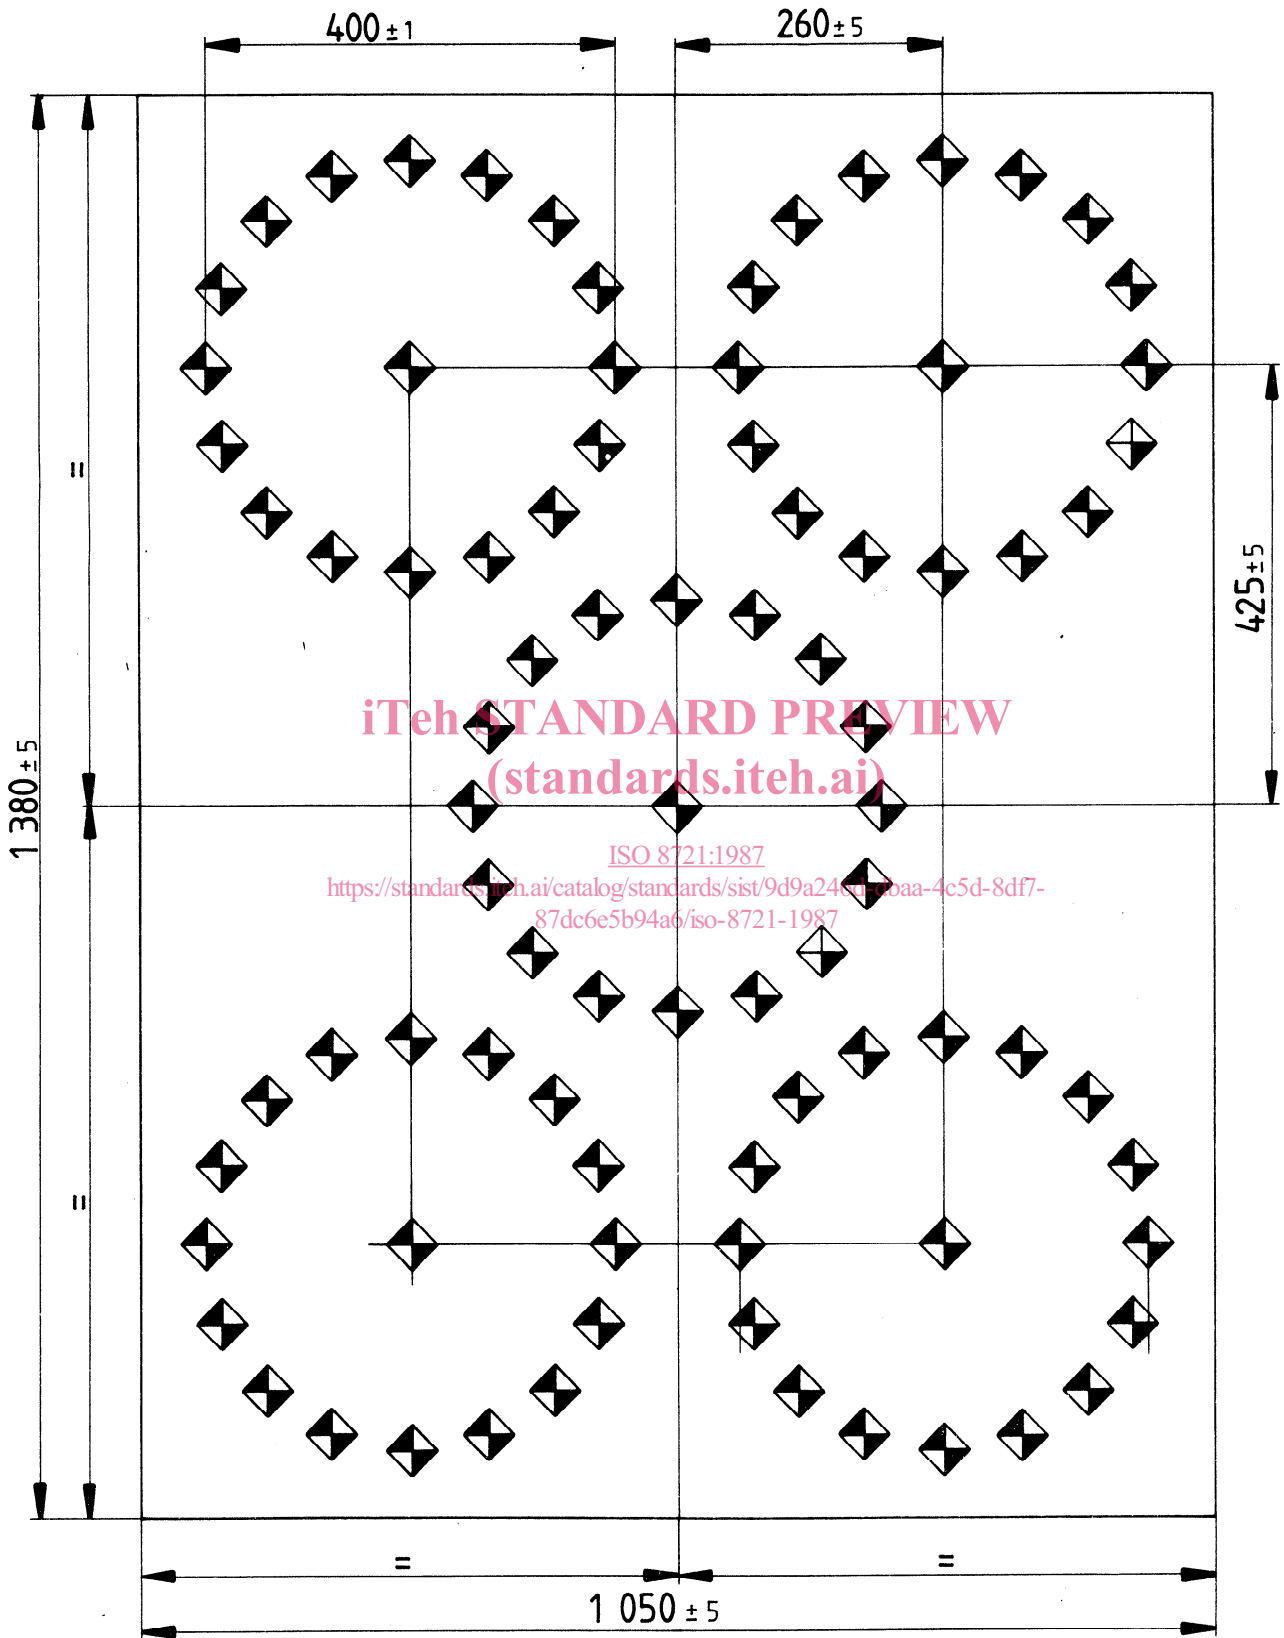 400 ± 1
260 ± 5
=
425 ± 5
iTeh STANDARD PREVIEW
1 380 ± 5
(standards.iteh.ai)
ISO 8721:1987
https://standards.iteh.ai/catalog/standards/sist/9d9a246d-dbaa-4c5d-8df7-
87dc6e5b94a6/iso-8721-1987
=
= =
1 050 ± 5